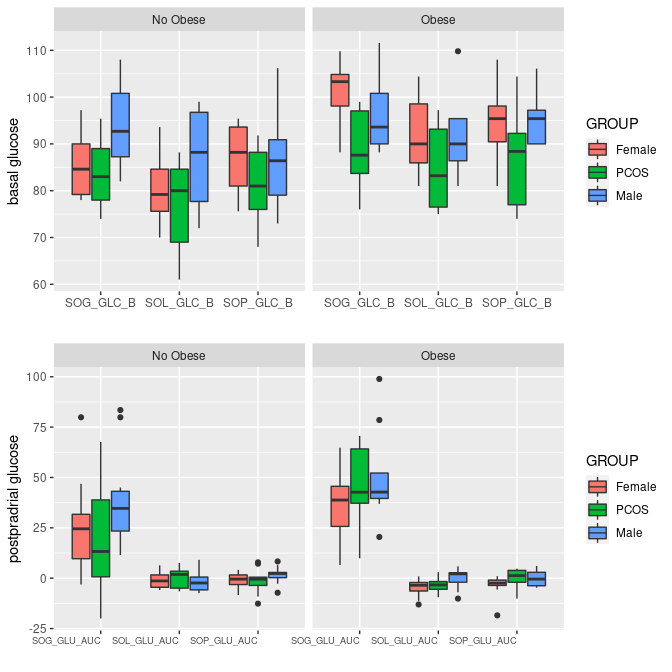 No Obese Obese
basal glucose
110
100
90
80
70
60
SOG_GLC_B SOL_GLC_B SOP_GLC_B SOG_GLC_B SOL_GLC_B SOP_GLC_B
GROUP
Female
PCOS
Male
No Obese Obese
postpradrial glucose
100
75
50
25
0
-25
SOG_GLU_AUC SOL_GLU_AUC SOP_GLU_AUC SOG_GLU_AUC SOL_GLU_AUC SOP_GLU_AUC
GROUP
Female
PCOS
Male